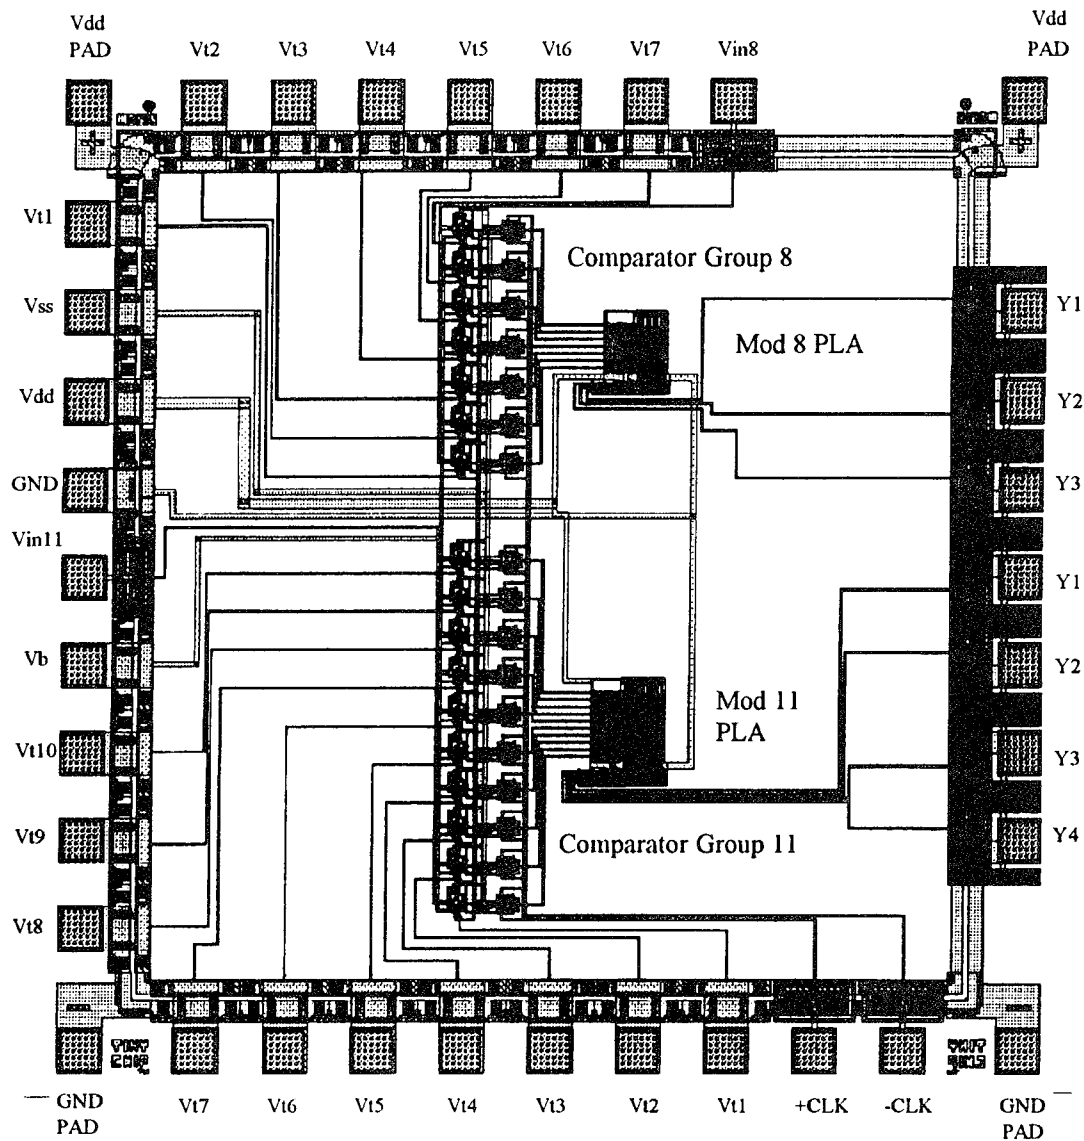 Vdd
PAD
Vt2
Vt3
Vt4
Vt5
Vt6
Vt7
Vin8
Vdd
PAD
Vt1
Vss
Vdd
GND
Vin11
Vb
Vt10
Vt9
Vt8
Comparator Group 8
Mod 8 PLA
Mod 11
PLA
Comparator Group 11
Y1
Y2
Y3
Y1
Y2
Y3
Y4
GND
PAD
Vt7
Vt6
Vt5
Vt4
Vt3
Vt2
Vt1
+CLK
-CLK
GND
PAD